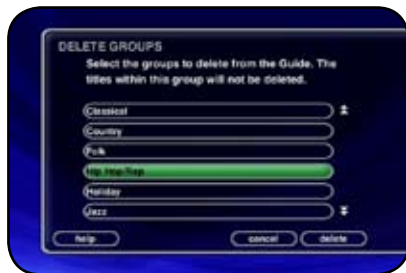 DELETE GROUPS
Select the groups to delete from the Guide. The
titles within this group will not be deleted.
Classical
Country
Folk
Hip Hop/Rap
Holiday
Jazz
help
cancel
delete